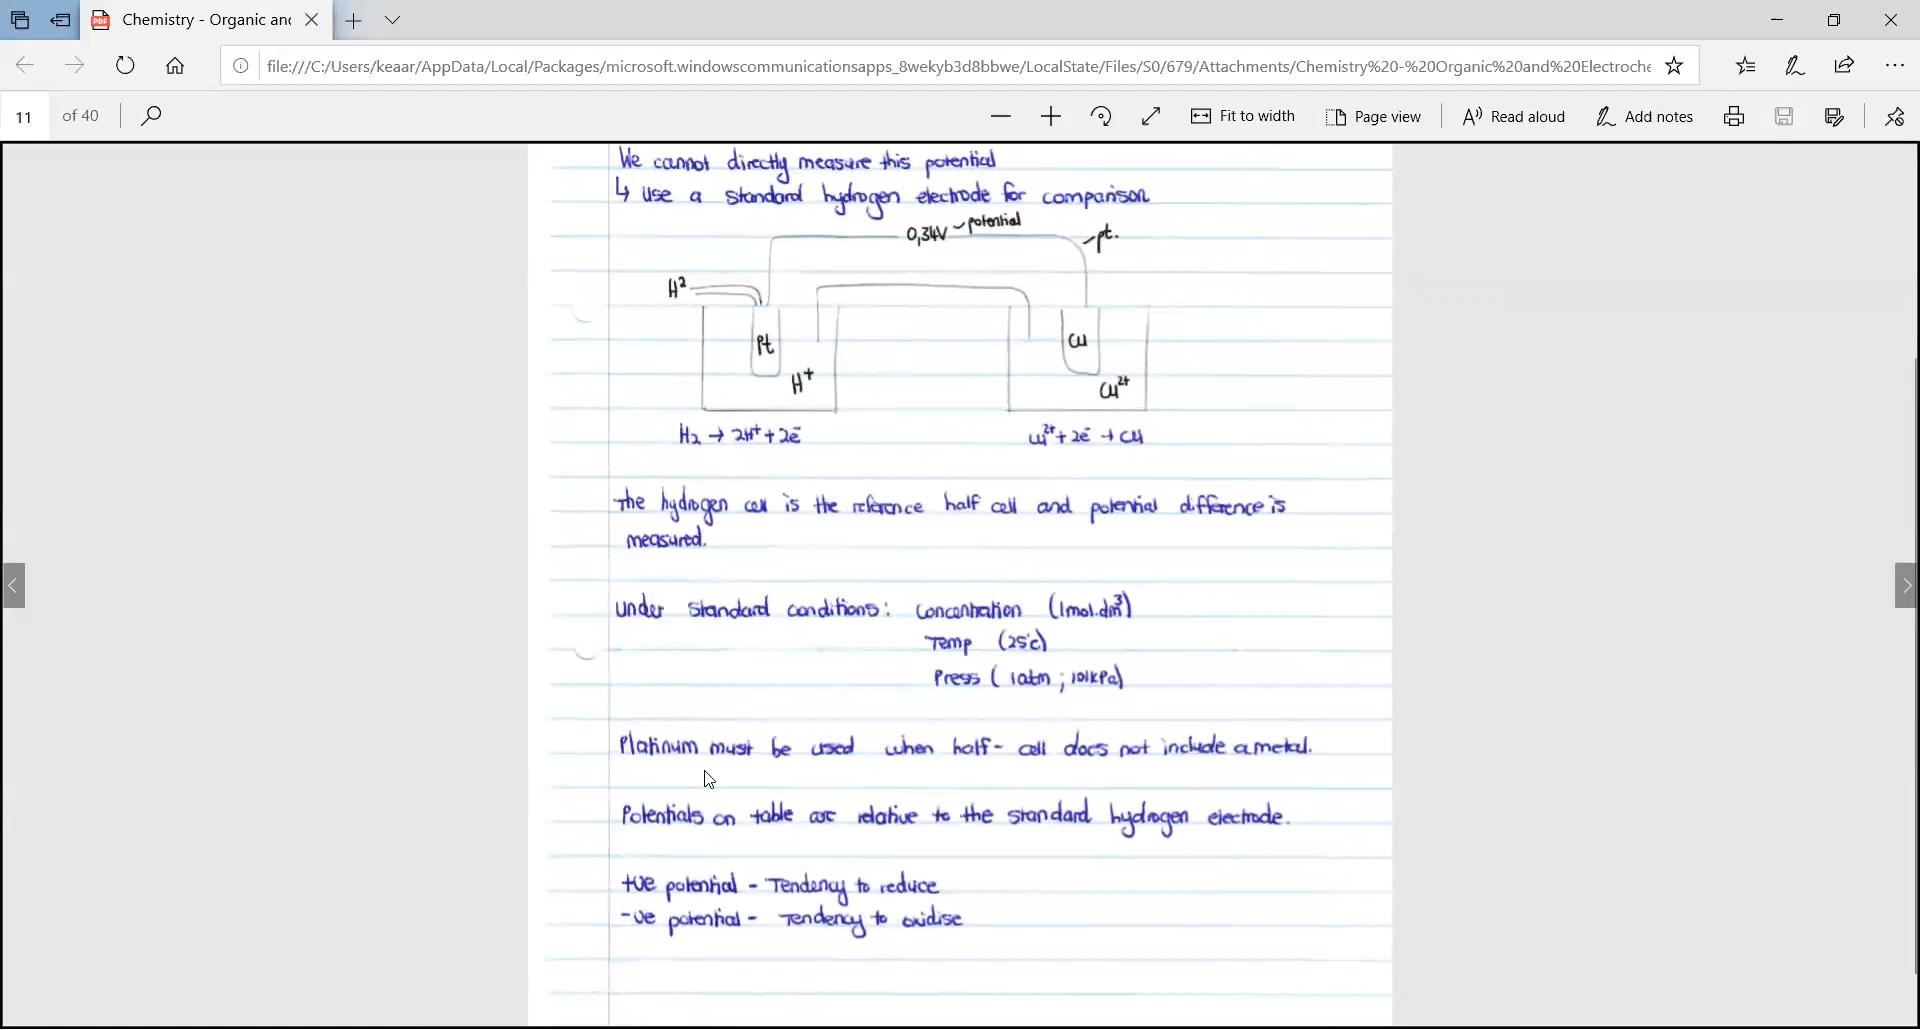 Chemistry - Organic anc
file:///C:/Users/keaar/AppData/Local/Packages/microsoft.windowscommunicationsapps_8wekyb3d8bbwe/LocalState/Files/S0/679/Attachments/Chemistry%20-%20Organic%20and%20Electroche
11 of 40
Fit to width
Page view
Read aloud
Add notes
We cannot directly measure this potential
↳ Use a standard hydrogen electrode for comparison
0,34V - potential
- pt.
H²
Pt
Cu
H⁺
Cu²⁺
H₂ → 2H⁺ + 2e⁻
Cu²⁺ + 2e⁻ → Cu
The hydrogen cell is the reference half cell and potential difference is
measured.
Under standard conditions: Concentration (1mol.dm³)
Temp (25°c)
Press (1atm ; 101kPa)
Platinum must be used when half- cell does not include a metal.
Potentials on table are relative to the standard hydrogen electrode.
+ve potential - Tendency to reduce
-ve potential - Tendency to oxidise